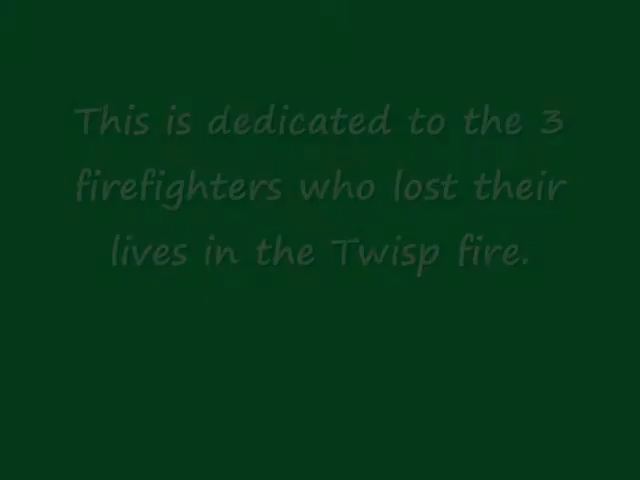 This is dedicated to the 3
firefighters who lost their
lives in the Twisp fire.